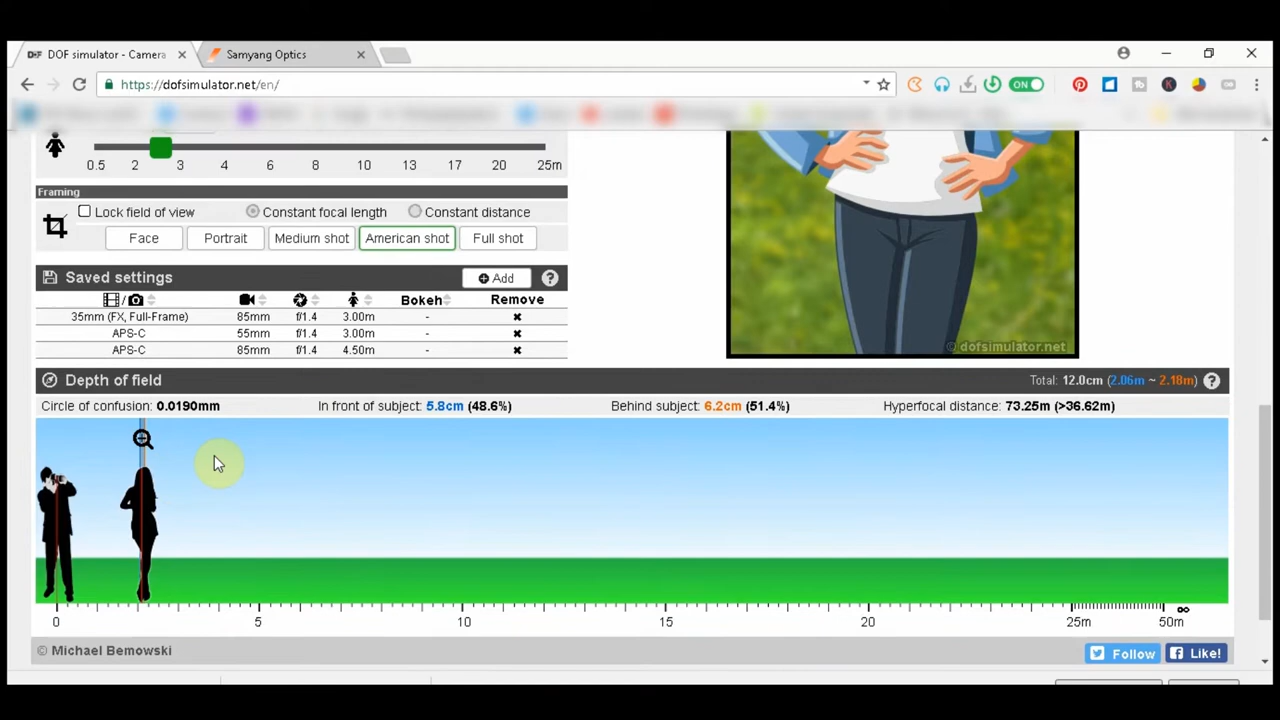 DOF simulator - Camera
Samyang Optics
https://dofsimulator.net/en/
ON
0.5 2 3 4 6 8 10 13 17 20 25m
Framing
Lock field of view Constant focal length Constant distance
Face Portrait Medium shot American shot Full shot
Saved settings Add
Bokeh Remove
35mm (FX, Full-Frame) 85mm f/1.4 3.00m -
APS-C 55mm f/1.4 3.00m -
APS-C 85mm f/1.4 4.50m -
© dofsimulator.net
Depth of field Total: 12.0cm (2.06m ~ 2.18m)
Circle of confusion: 0.0190mm In front of subject: 5.8cm (48.6%) Behind subject: 6.2cm (51.4%) Hyperfocal distance: 73.25m (>36.62m)
0 5 10 15 20 25m 50m ∞
© Michael Bemowski Follow Like!